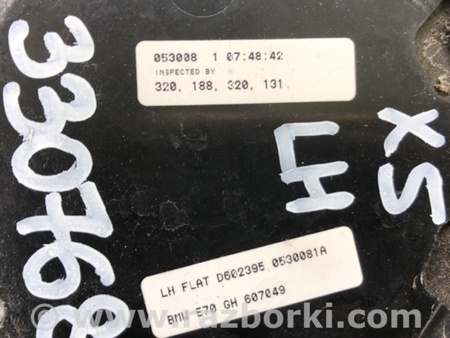 053008 1 07:48:42
INSPECTED BY
320, 188, 320, 131,
330768
X5
LH
LH FLAT D602395 0530081A
BMW E70 GH 607049
www.razborki.com